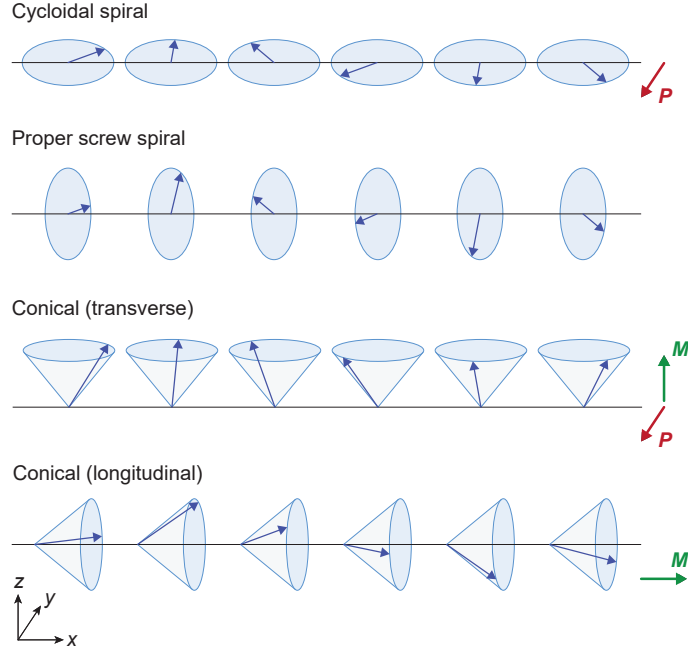 Cycloidal spiral
P
Proper screw spiral
Conical (transverse)
M
P
Conical (longitudinal)
M
z
y
x